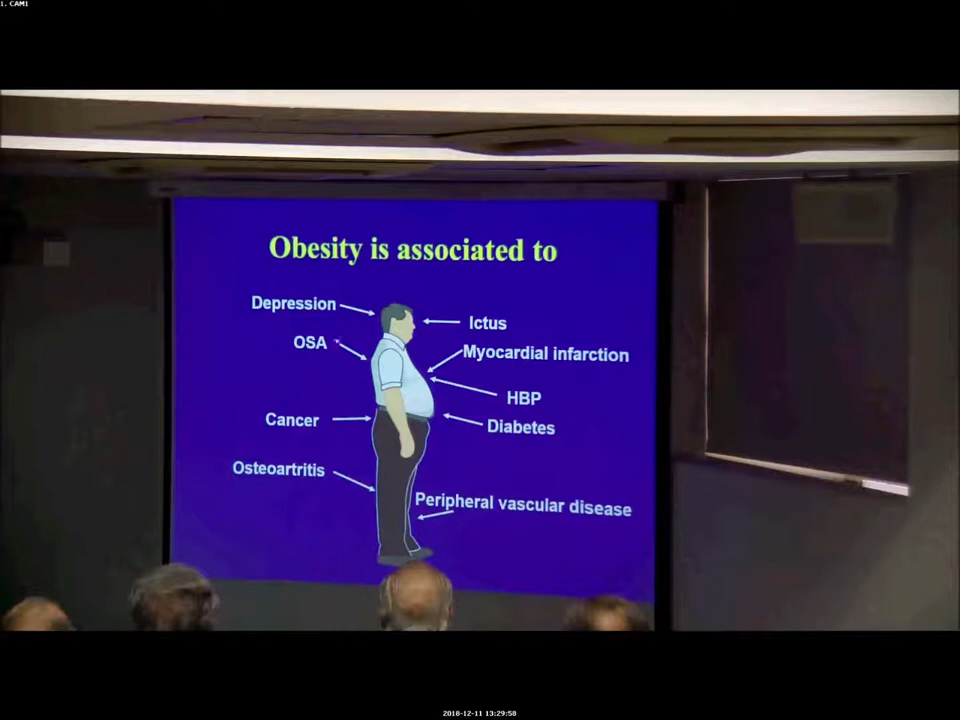 1. CAM1
Obesity is associated to
Depression
Ictus
OSA
Myocardial infarction
HBP
Cancer
Diabetes
Osteoartritis
Peripheral vascular disease
2018-12-11 13:29:58